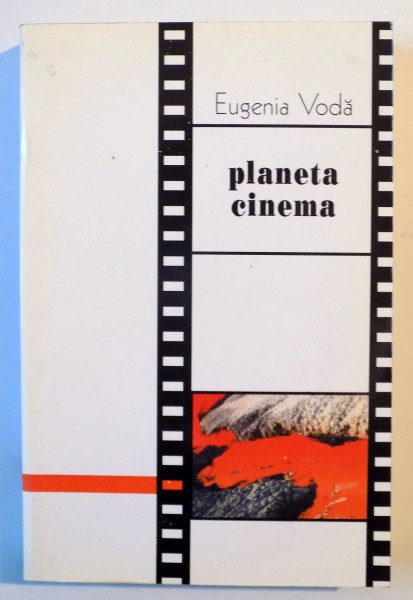 Eugenia Vodă
planeta
cinema